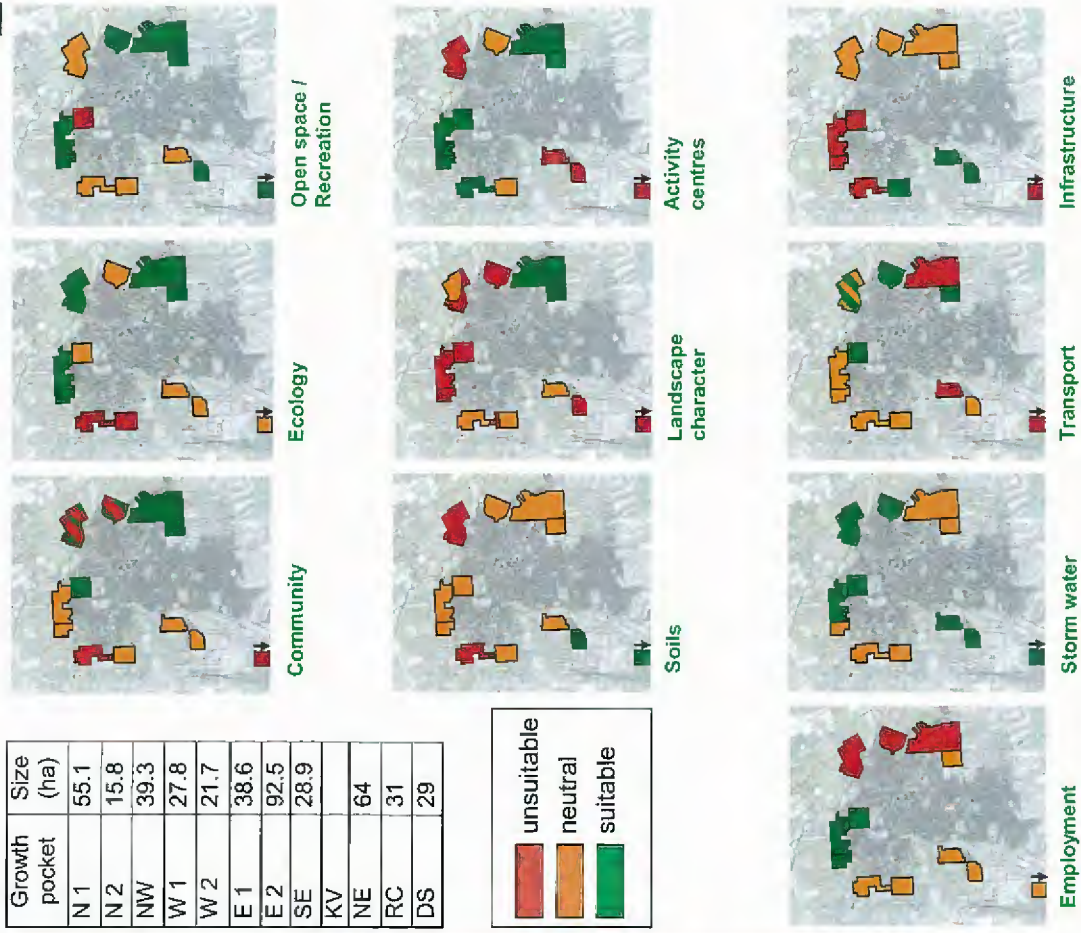 Growth pocket Size (ha)
N 1 55.1
N 2 15.8
NW 39.3
W 1 27.8
W 2 21.7
E 1 38.6
E 2 92.5
SE 28.9
KV
NE 64
RC 31
DS 29
unsuitable
neutral
suitable
Community
Ecology
Open space /
Recreation
Soils
Landscape
character
Activity
centres
Employment
Storm water
Transport
Infrastructure